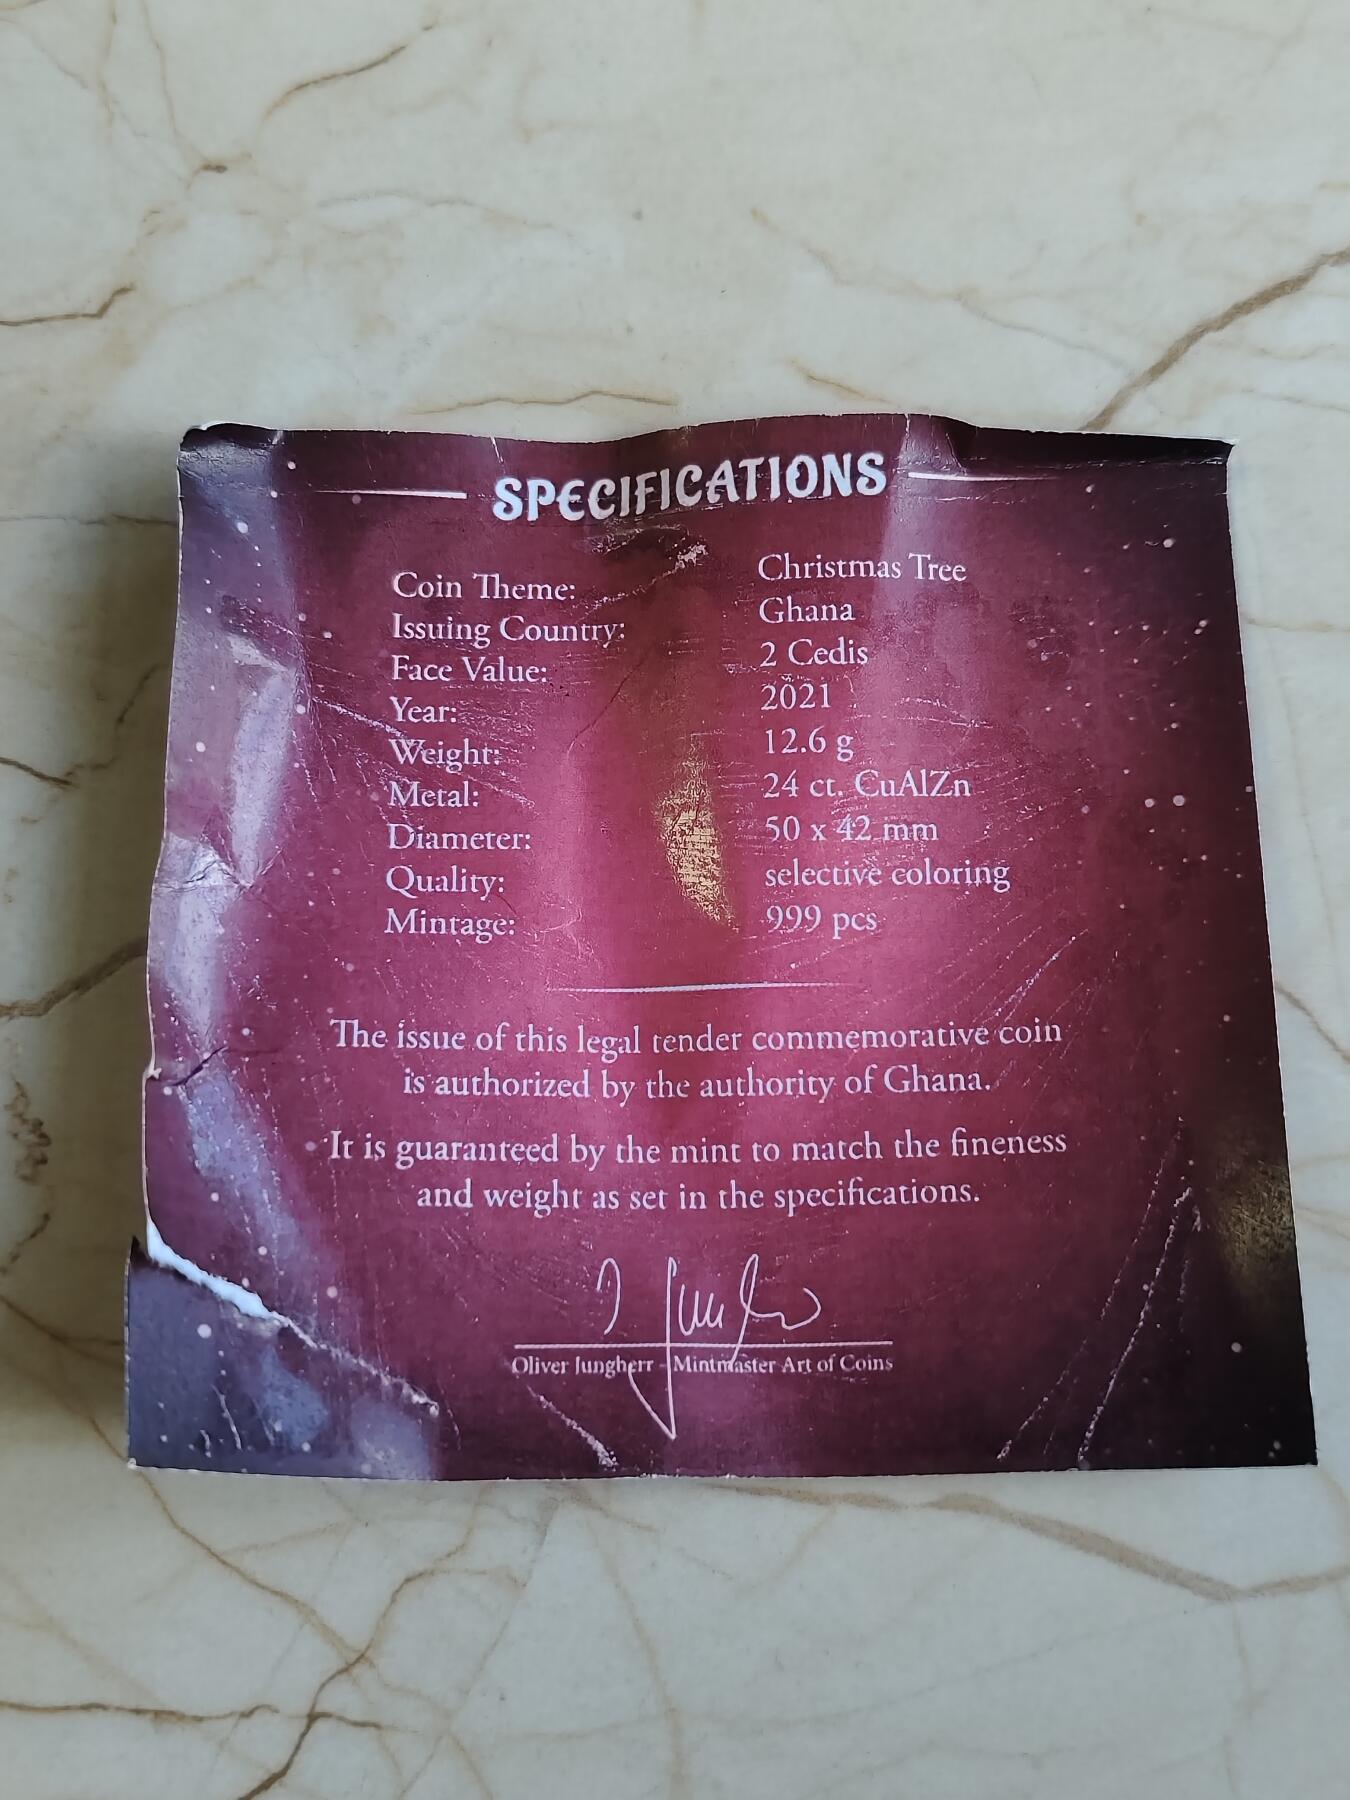 SPECIFICATIONS
Coin Theme: Christmas Tree
Issuing Country: Ghana
Face Value: 2 Cedis
Year: 2021
Weight: 12.6 g
Metal: 24 ct. CuAlZn
Diameter: 50 x 42 mm
Quality: selective coloring
Mintage: 999 pcs
The issue of this legal tender commemorative coin
is authorized by the authority of Ghana.
It is guaranteed by the mint to match the fineness
and weight as set in the specifications.
Oliver Jungherr - Mintmaster Art of Coins